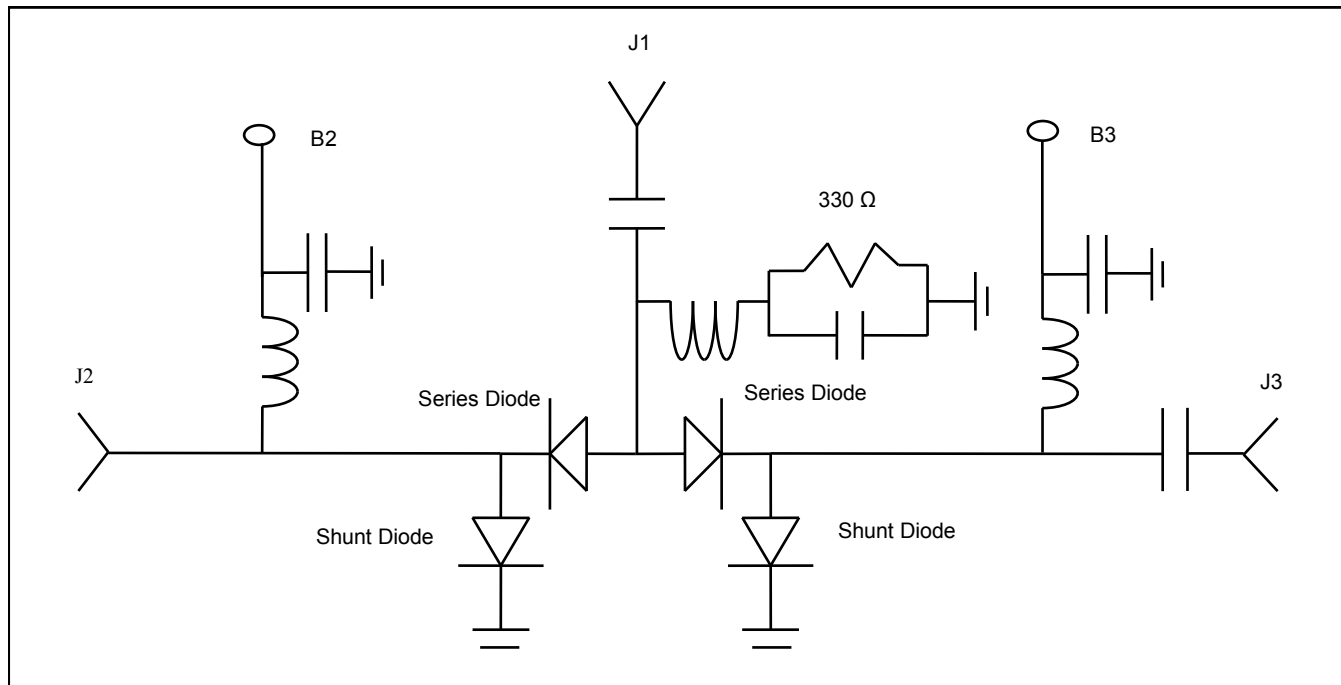 J1
B2
B3
330 Ω
J2
Series Diode
Series Diode
J3
Shunt Diode
Shunt Diode